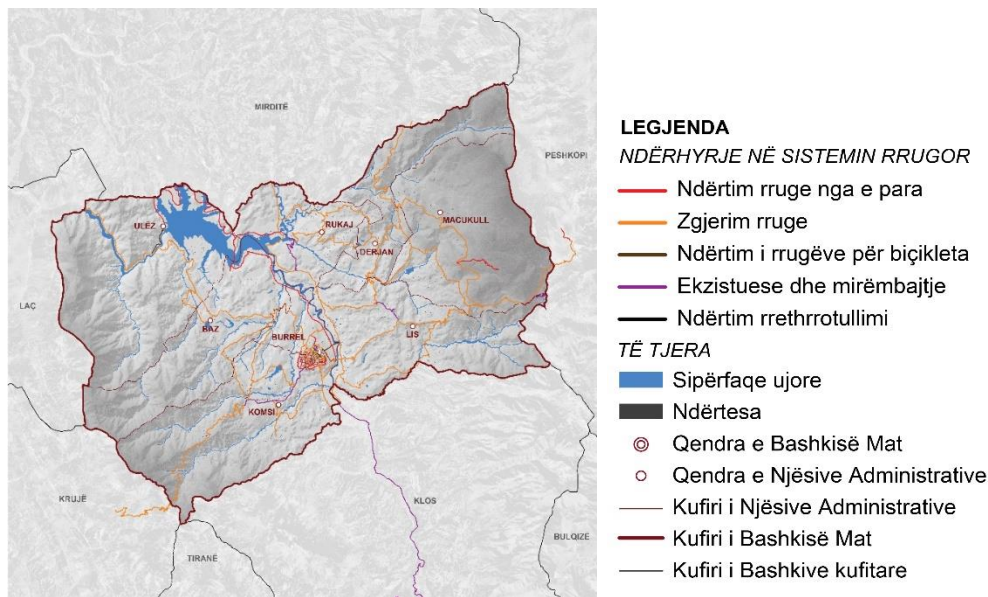 MIRDITË
PESHKOPI
MACUKULL
RUKAJ
ULËZ
DERJAN
LAÇ
BAZ
BURREL
LIS
KOMSI
KRUJË
KLOS
BULQIZË
TIRANË
LEGJENDA
NDËRHYRJE NË SISTEMIN RRUGOR
Ndërtim rruge nga e para
Zgjerim rruge
Ndërtim i rrugëve për biçikleta
Ekzistuese dhe mirëmbajtje
Ndërtim rrethrrotullimi
TË TJERA
Sipërfaqe ujore
Ndërtesa
Qendra e Bashkisë Mat
Qendra e Njësive Administrative
Kufiri i Njësive Administrative
Kufiri i Bashkisë Mat
Kufiri i Bashkive kufitare